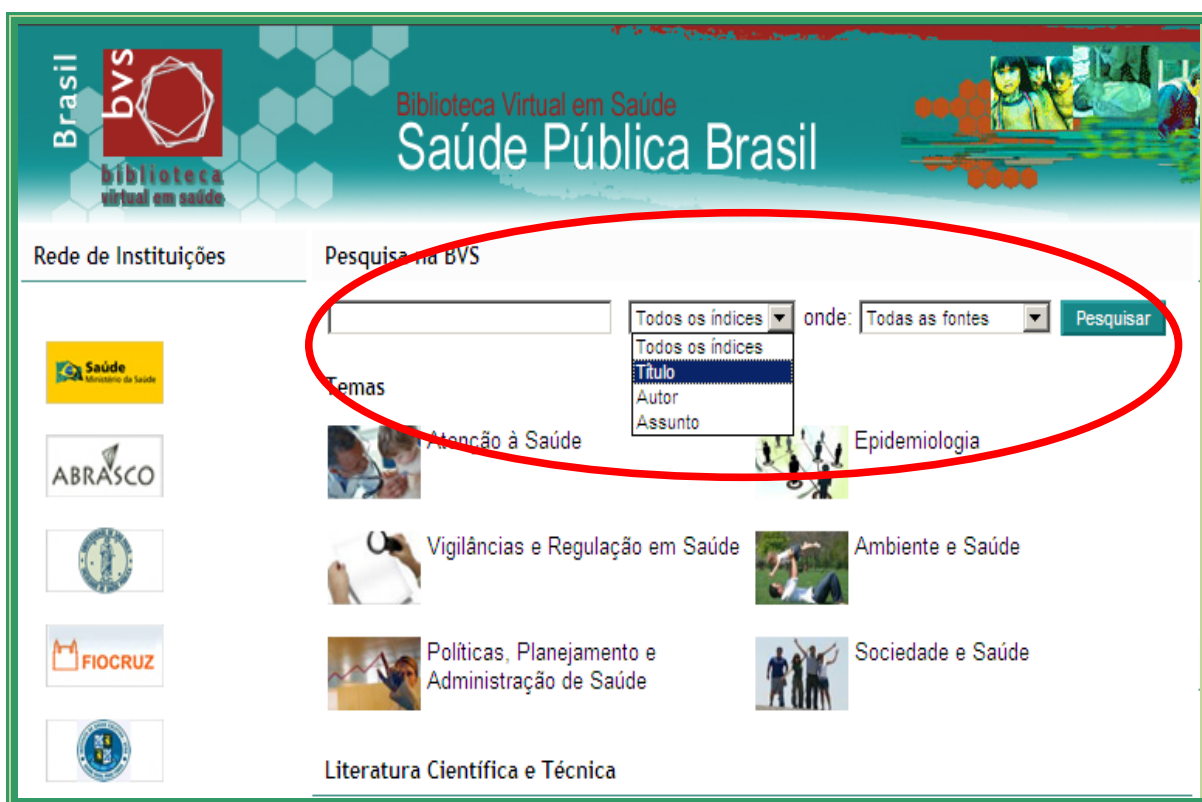 Brasil
bvs
biblioteca
virtual em saúde
Biblioteca Virtual em Saúde
Saúde Pública Brasil
Rede de Instituições
Pesquisa na BVS
Todos os índices onde: Todas as fontes Pesquisar
Todos os índices
Título
Autor
Assunto
Saúde
Ministério da Saúde
Temas
Atenção à Saúde Epidemiologia
ABRASCO
Vigilâncias e Regulação em Saúde Ambiente e Saúde
FIOCRUZ
Políticas, Planejamento e
Administração de Saúde
Sociedade e Saúde
Literatura Científica e Técnica